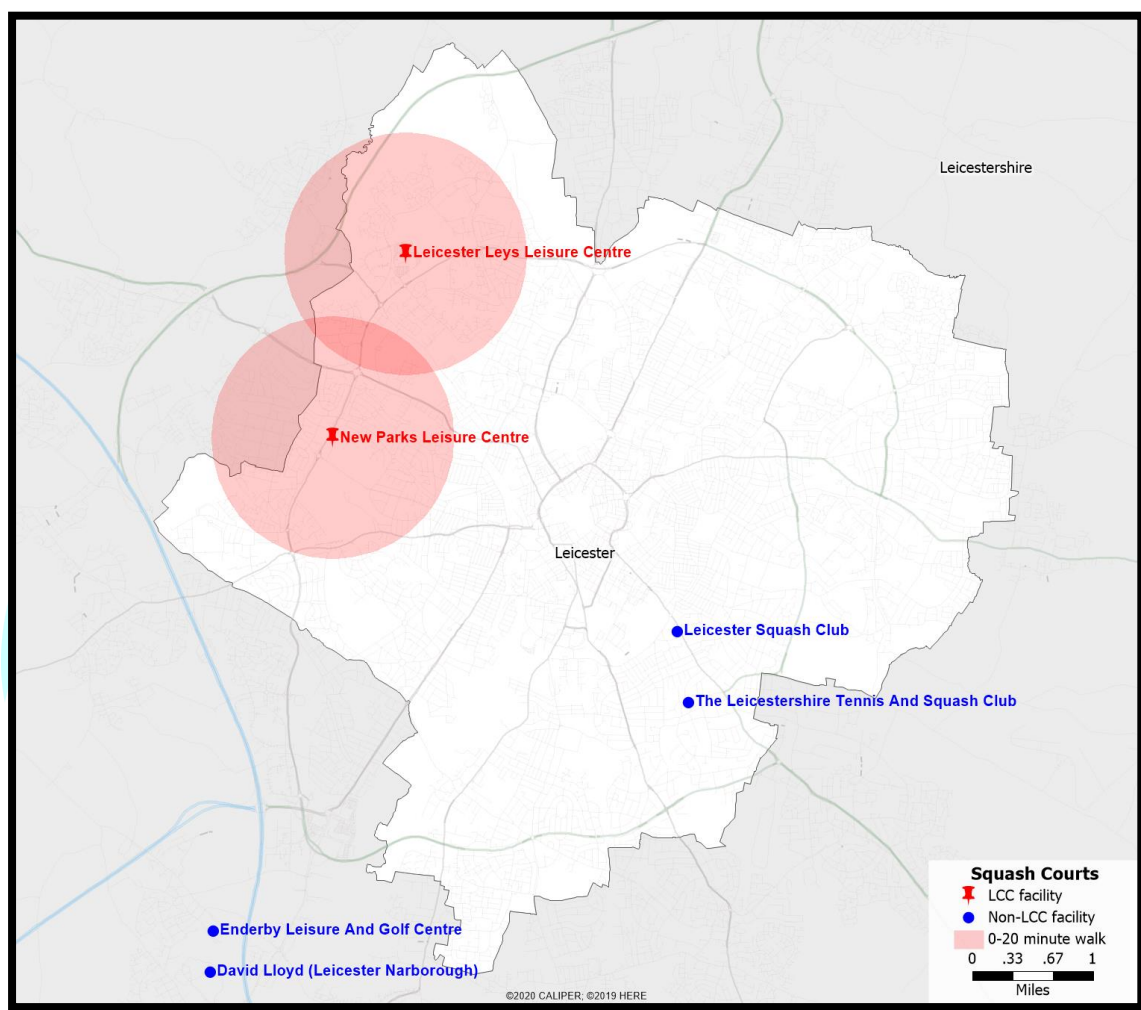 Leicestershire
Leicester Leys Leisure Centre
New Parks Leisure Centre
Leicester
Leicester Squash Club
The Leicestershire Tennis And Squash Club
Enderby Leisure And Golf Centre
David Lloyd (Leicester Narborough)
Squash Courts
LCC facility
Non-LCC facility
0-20 minute walk
0 .33 .67 1
Miles
©2020 CALIPER; ©2019 HERE